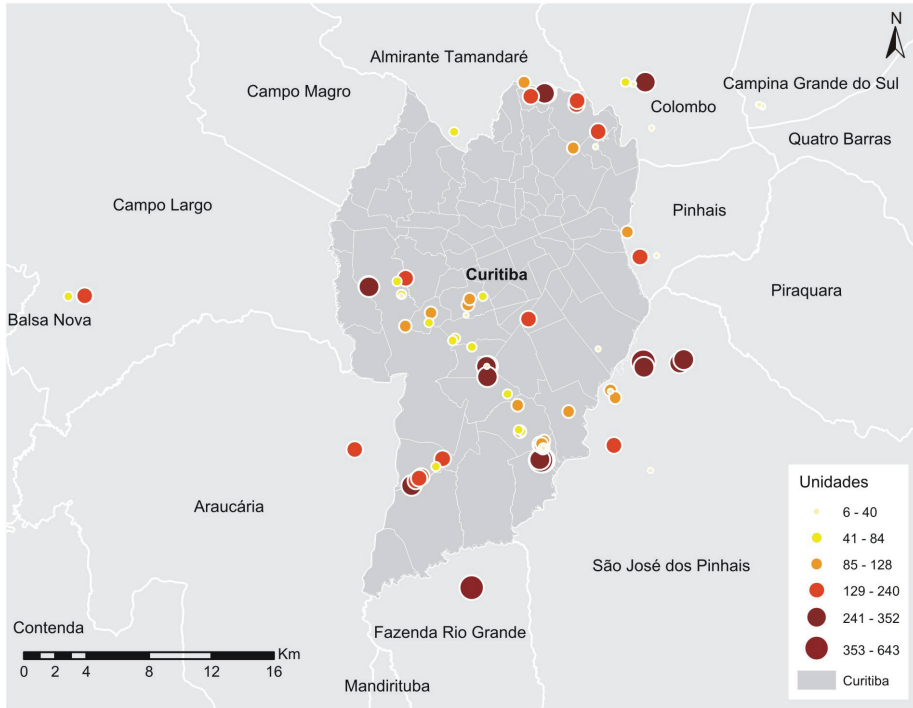 N
Almirante Tamandaré
Campina Grande do Sul
Campo Magro
Colombo
Quatro Barras
Campo Largo
Pinhais
Curitiba
Piraquara
Balsa Nova
Araucária
São José dos Pinhais
Contenda
Fazenda Rio Grande
Mandirituba
Km
0 2 4 8 12 16
Unidades
6 - 40
41 - 84
85 - 128
129 - 240
241 - 352
353 - 643
Curitiba